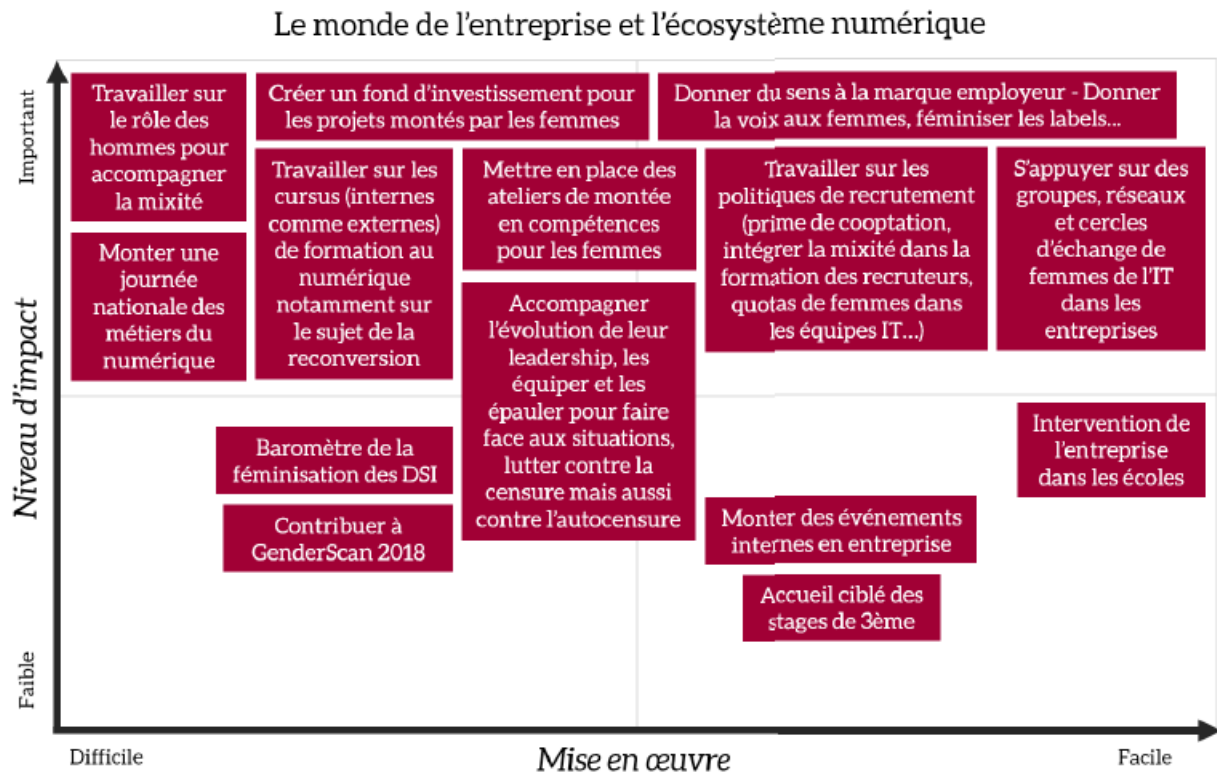 Le monde de l'entreprise et l'écosystème numérique
Important
Niveau d'impact
Faible
Travailler sur
le rôle des
hommes pour
accompagner
la mixité
Créer un fond d'investissement pour
les projets montés par les femmes
Donner du sens à la marque employeur - Donner
la voix aux femmes, féminiser les labels...
Monter une
journée
nationale des
métiers du
numérique
Travailler sur les
cursus (internes
comme externes)
de formation au
numérique
notamment sur
le sujet de la
reconversion
Mettre en place des
ateliers de montée
en compétences
pour les femmes
Travailler sur les
politiques de recrutement
(prime de cooptation,
intégrer la mixité dans la
formation des recruteurs,
quotas de femmes dans
les équipes IT...)
S'appuyer sur des
groupes, réseaux
et cercles
d'échange de
femmes de l'IT
dans les
entreprises
Accompagner
l'évolution de leur
leadership, les
équiper et les
épauler pour faire
face aux situations,
lutter contre la
censure mais aussi
contre l'autocensure
Baromètre de la
féminisation des DSI
Contribuer à
GenderScan 2018
Intervention de
l'entreprise
dans les écoles
Monter des événements
internes en entreprise
Accueil ciblé des
stages de 3ème
Difficile
Mise en œuvre
Facile